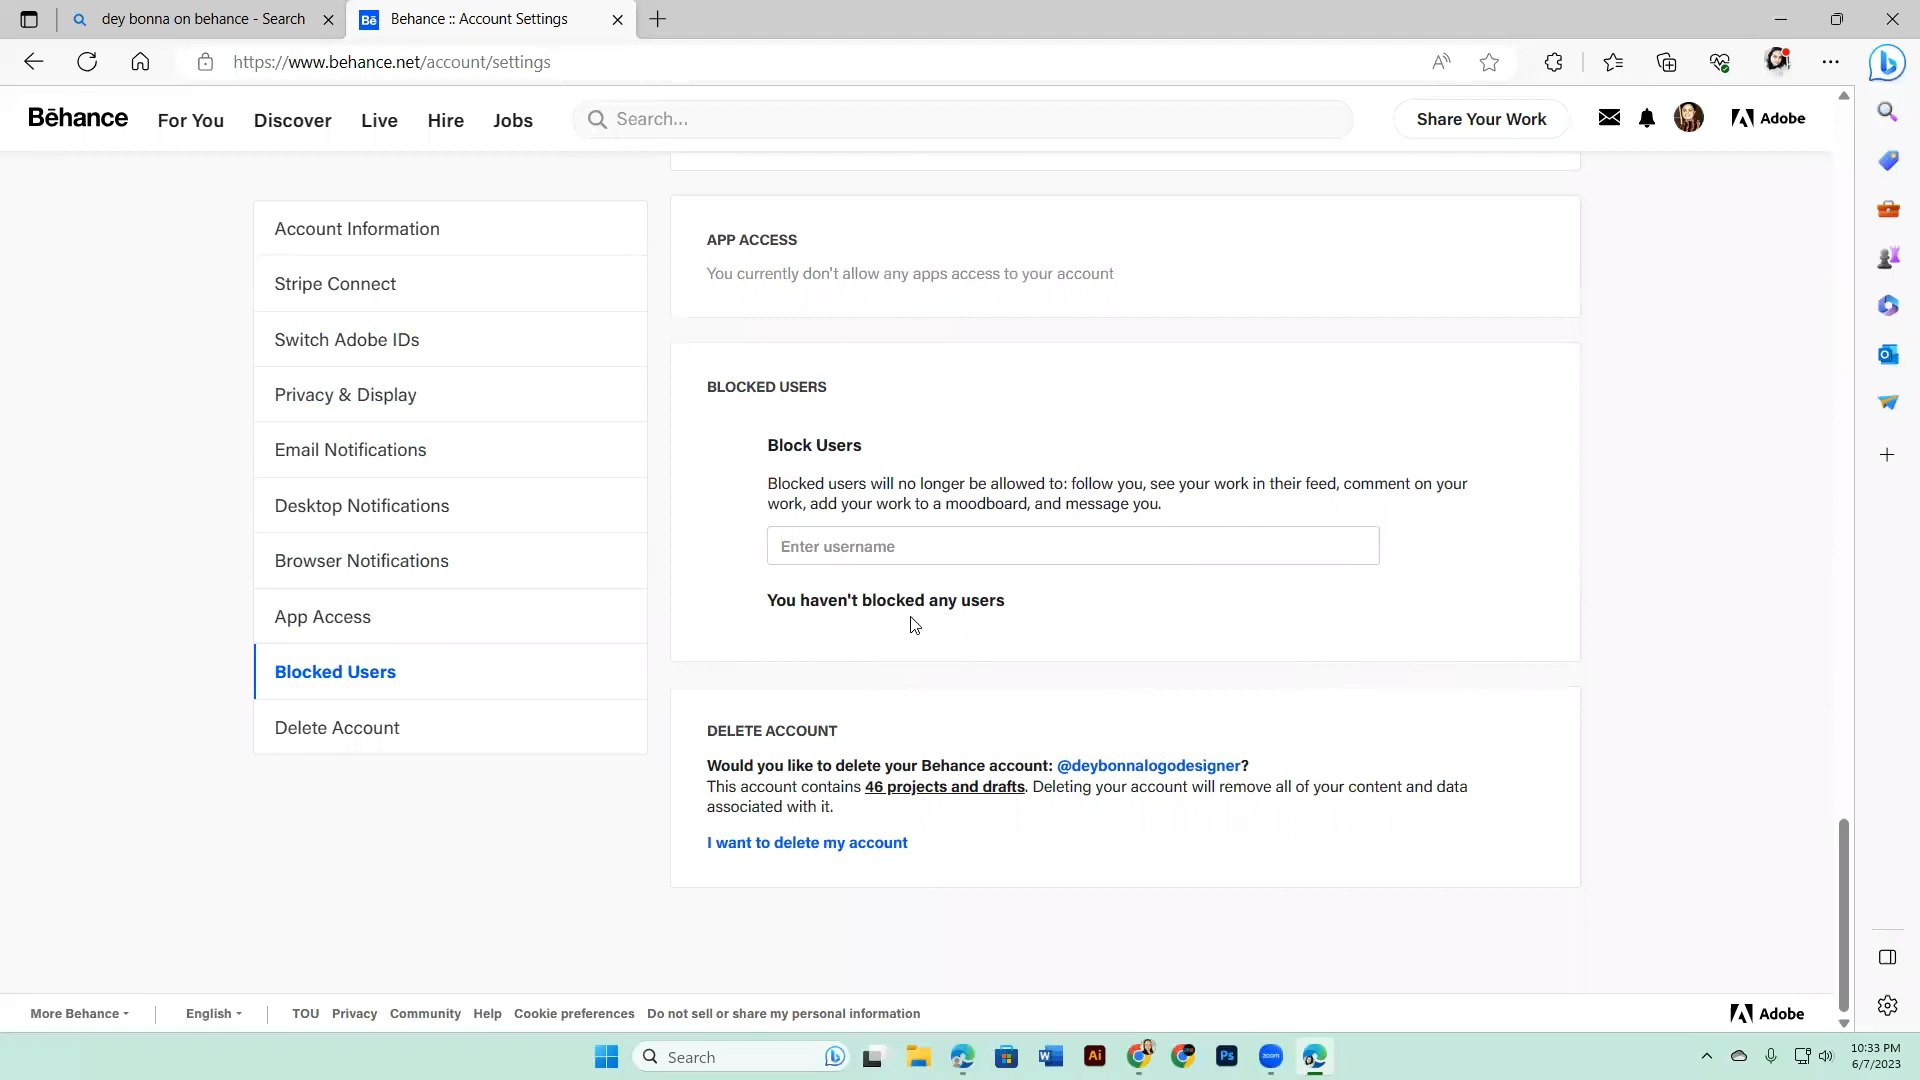 dey bonna on behance - Search
Bē Behance :: Account Settings
https://www.behance.net/account/settings
Bēhance
For You
Discover
Live
Hire
Jobs
Search...
Share Your Work
Adobe
Account Information
Stripe Connect
Switch Adobe IDs
Privacy & Display
Email Notifications
Desktop Notifications
Browser Notifications
App Access
Blocked Users
Delete Account
APP ACCESS
You currently don't allow any apps access to your account
BLOCKED USERS
Block Users
Blocked users will no longer be allowed to: follow you, see your work in their feed, comment on your
work, add your work to a moodboard, and message you.
Enter username
You haven't blocked any users
DELETE ACCOUNT
Would you like to delete your Behance account: @deybonnalogodesigner?
This account contains 46 projects and drafts. Deleting your account will remove all of your content and data
associated with it.
I want to delete my account
More Behance
English
TOU Privacy Community Help Cookie preferences Do not sell or share my personal information
Adobe
Search
Ai
Ps
zoom
10:33 PM
6/7/2023